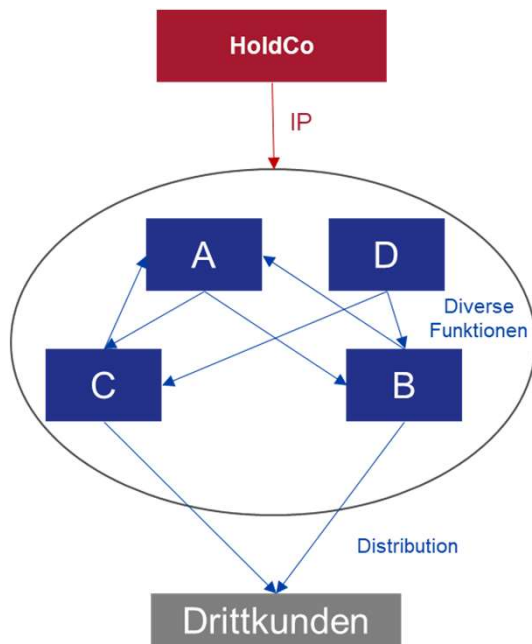 HoldCo
IP
A
D
Diverse
Funktionen
C
B
Distribution
Drittkunden